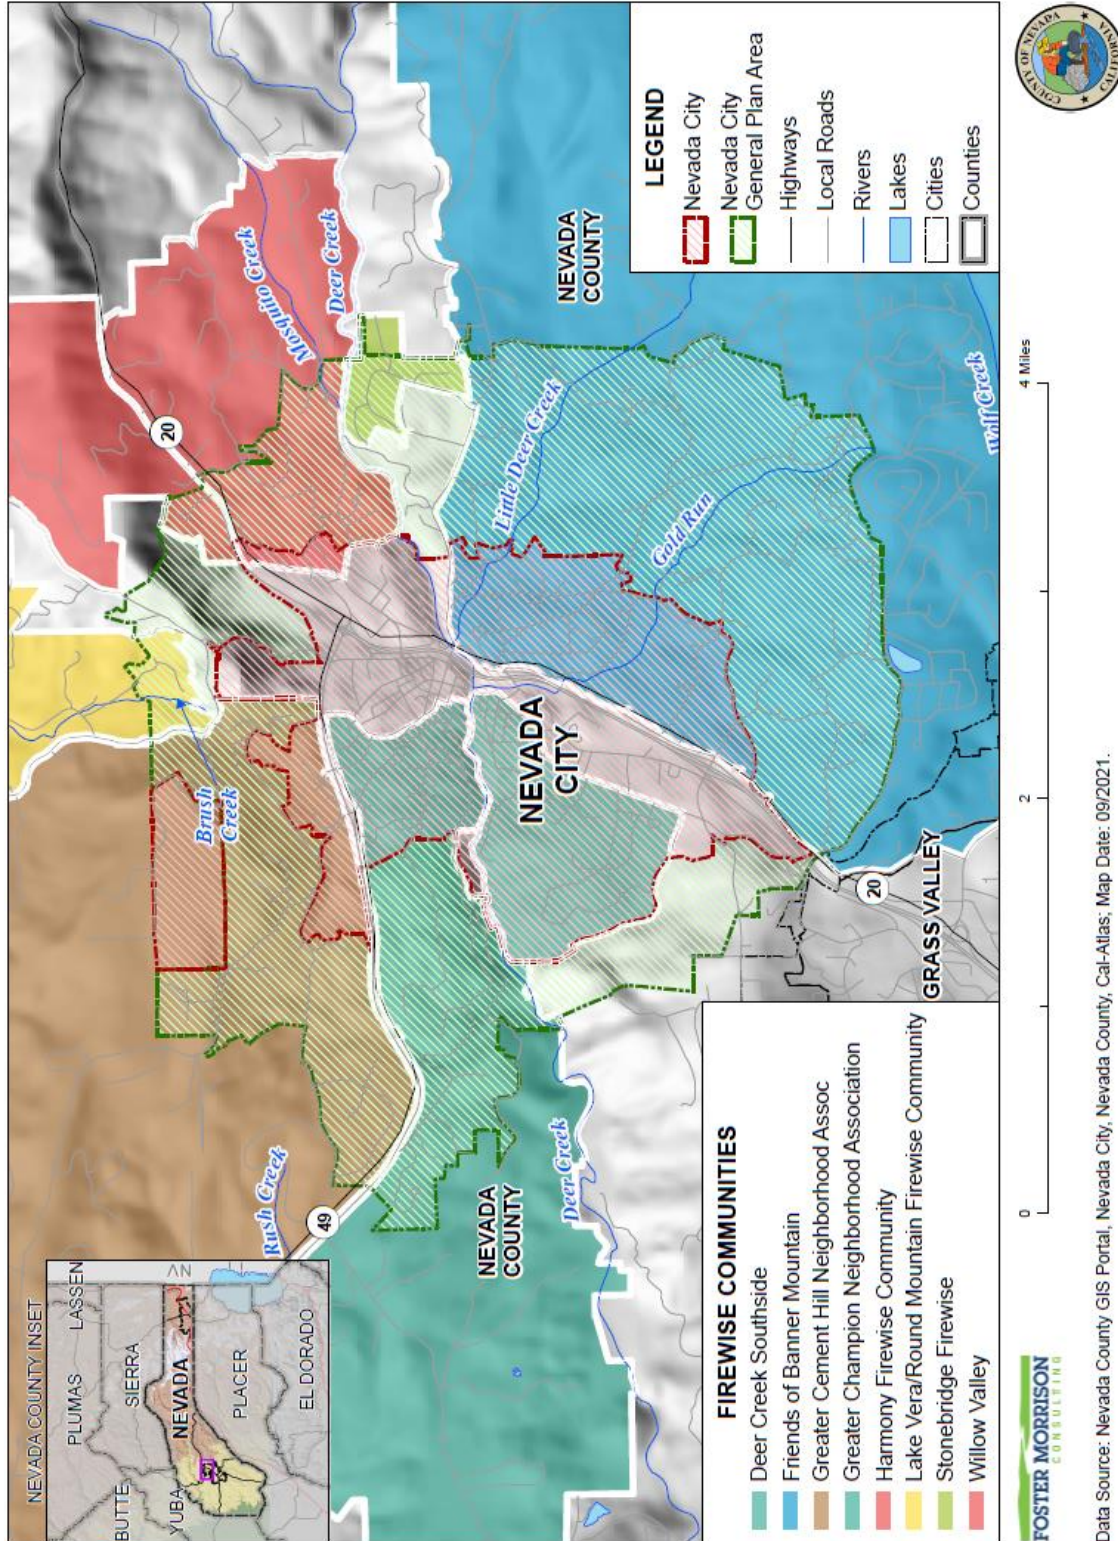 NEVADA COUNTY INSET
PLUMAS
LASSEN
BUTTE
SIERRA
YUBA
NEVADA
PLACER
EL DORADO
NV
Rush Creek
49
Brush
Creek
20
Mosquito Creek
Deer Creek
NEVADA
COUNTY
Little Deer Creek
Gold Run
NEVADA
CITY
NEVADA
COUNTY
Deer Creek
Wolf Creek
GRASS VALLEY
20
FIREWISE COMMUNITIES
Deer Creek Southside
Friends of Banner Mountain
Greater Cement Hill Neighborhood Assoc
Greater Champion Neighborhood Association
Harmony Firewise Community
Lake Vera/Round Mountain Firewise Community
Stonebridge Firewise
Willow Valley
LEGEND
Nevada City
Nevada City
General Plan Area
Highways
Local Roads
Rivers
Lakes
Cities
Counties
0
2
4 Miles
FOSTER MORRISON
CONSULTING
COUNTY OF NEVADA
CALIFORNIA
Data Source: Nevada County GIS Portal, Nevada City, Nevada County, Cal-Atlas; Map Date: 09/2021.